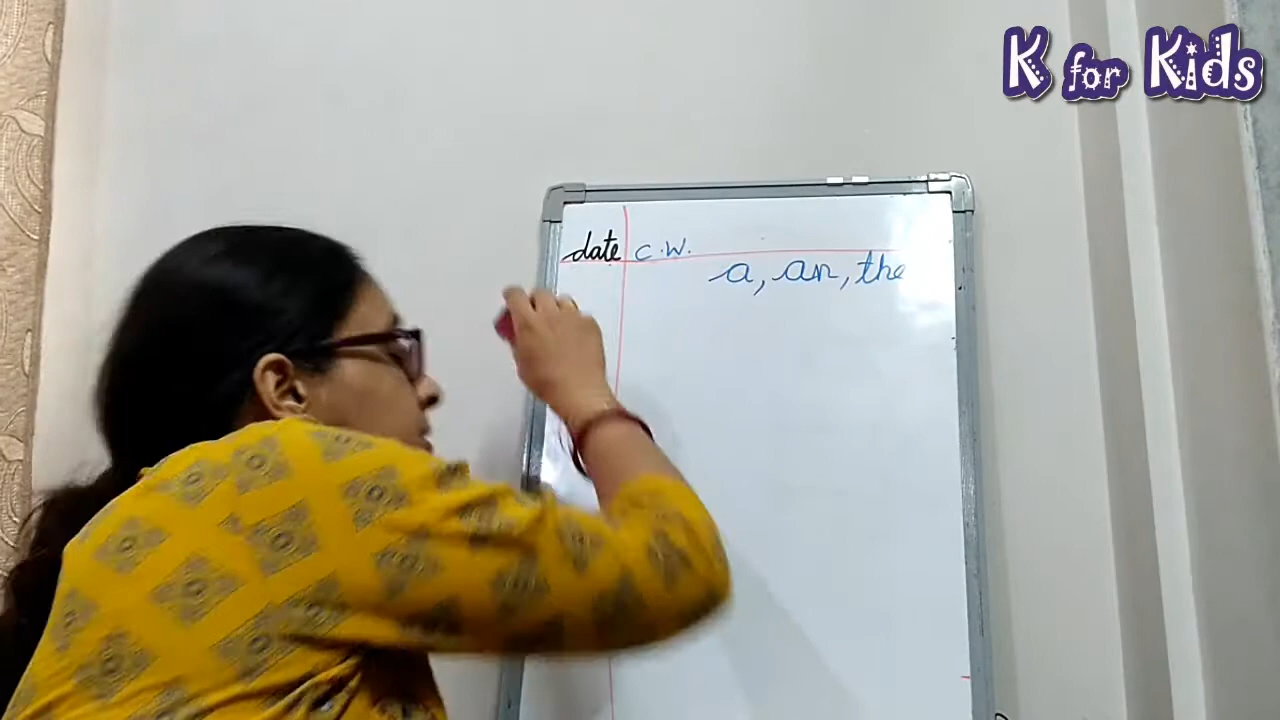 K for Kids
date C.W.
a, an, the